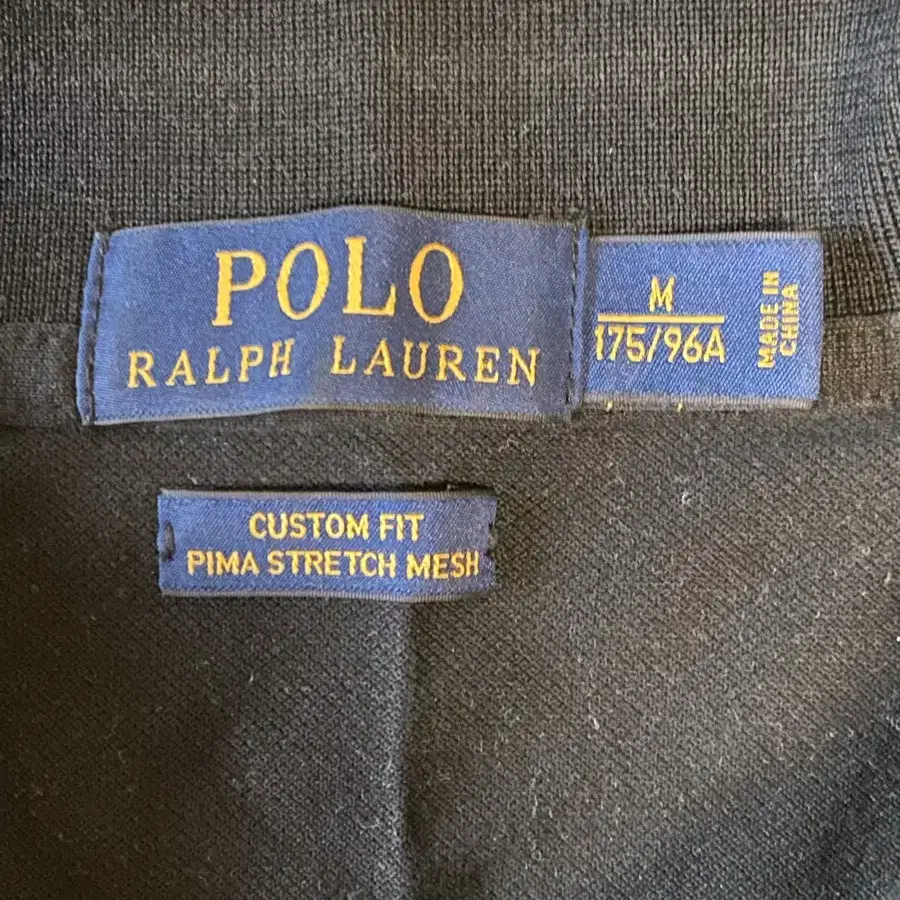 POLO
RALPH LAUREN
M
175/96A
MADE IN
CHINA
CUSTOM FIT
PIMA STRETCH MESH